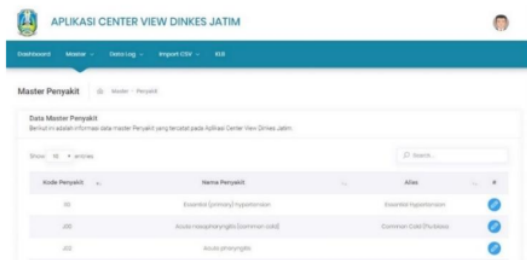 APLIKASI CENTER VIEW DINKES JATIM
Dashboard Master Data Log Import CSV KLB
Master Penyakit Master Penyakit
Data Master Penyakit
Berikut ini adalah informasi data master Penyakit yang tercatat pada Aplikasi Center View Dinkes Jatim
Show 10 entries Search...
Kode Penyakit Nama Penyakit Alias #
I10 Essential (primary) hypertension Essential hypertension
J00 Acute nasopharyngitis [common cold] Common Cold
J02 Acute pharyngitis